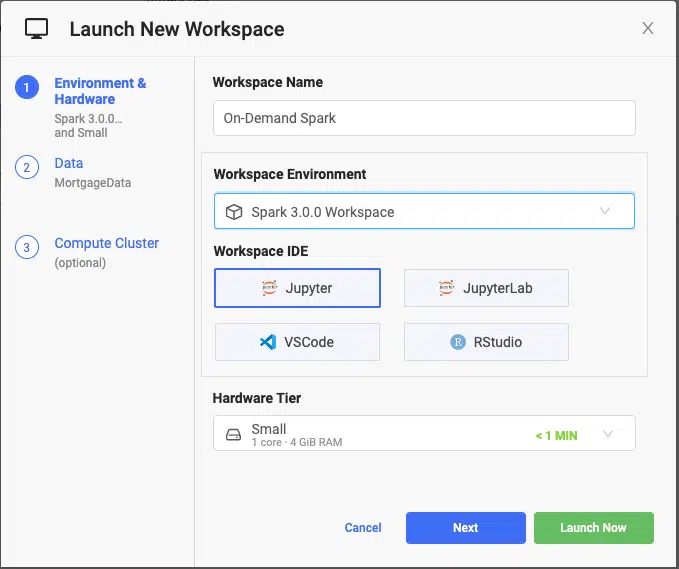 Launch New Workspace
1
Environment &
Hardware
Spark 3.0.0...
and Small
2
Data
MortgageData
3
Compute Cluster
(optional)
Workspace Name
On-Demand Spark
Workspace Environment
Spark 3.0.0 Workspace
Workspace IDE
Jupyter
JupyterLab
VSCode
R RStudio
Hardware Tier
Small
1 core · 4 GiB RAM
< 1 MIN
Cancel
Next
Launch Now